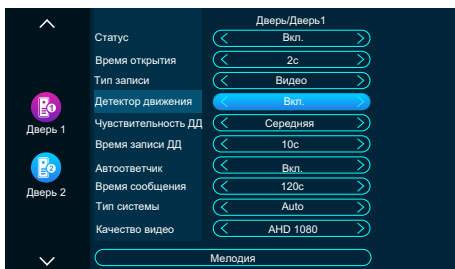 Дверь/Дверь1
Статус Вкл.
Время открытия 2с
Тип записи Видео
Детектор движения Вкл.
Чувствительность ДД Средняя
Время записи ДД 10с
Автоответчик Вкл.
Время сообщения 120с
Тип системы Auto
Качество видео AHD 1080
Мелодия
Дверь 1
Дверь 2